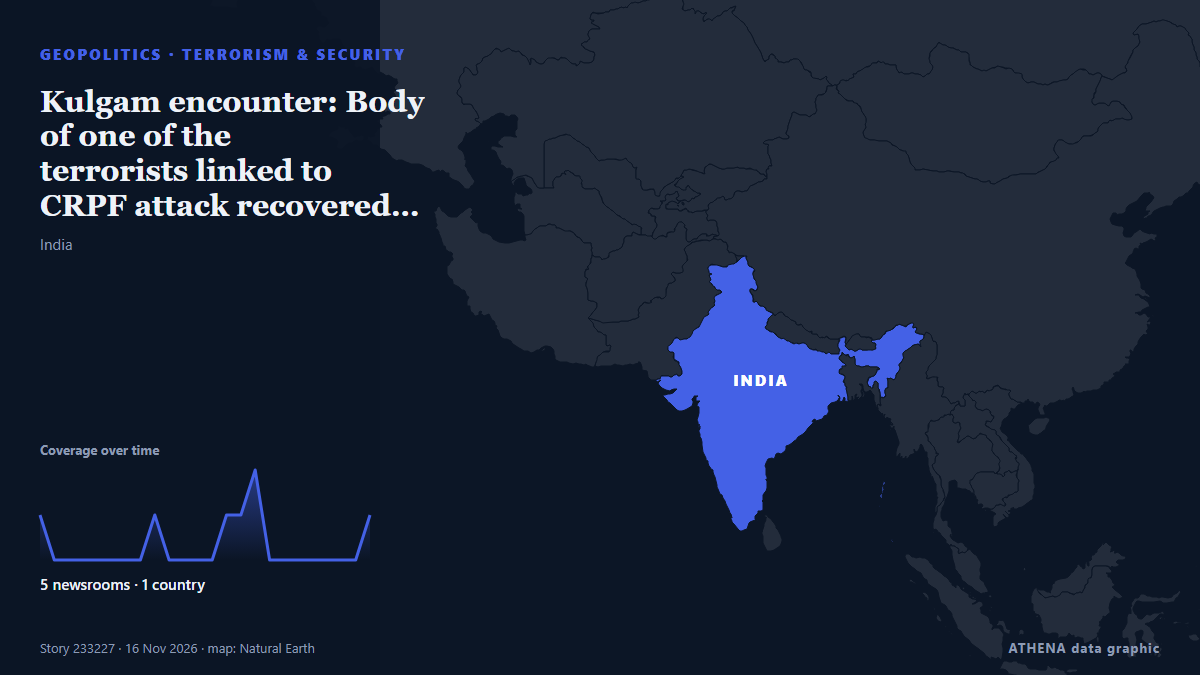 GEOPOLITICS · TERRORISM & SECURITY
Kulgam encounter: Body
of one of the
terrorists linked to
CRPF attack recovered...
India
INDIA
Coverage over time
5 newsrooms · 1 country
Story 233227 · 16 Nov 2026 · map: Natural Earth
ATHENA data graphic